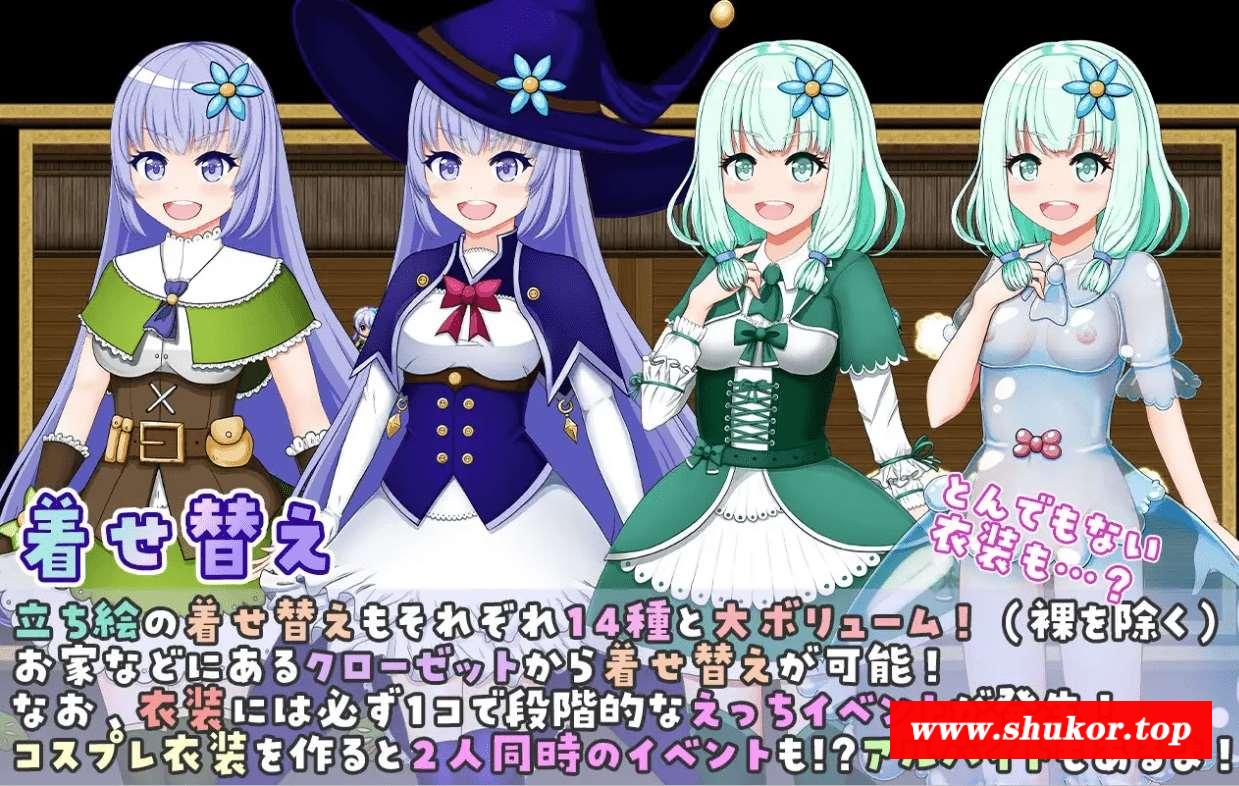 着せ替え
とんでもない
衣装も…?
立ち絵の着せ替えもそれぞれ14種と大ボリューム!(裸を除く)
お家などにあるクローゼットから着せ替えが可能!
なお、衣装には必ず1コで段階的なえっちイベント
コスプレ衣装を作ると2人同時のイベントも!?
www.shukor.top